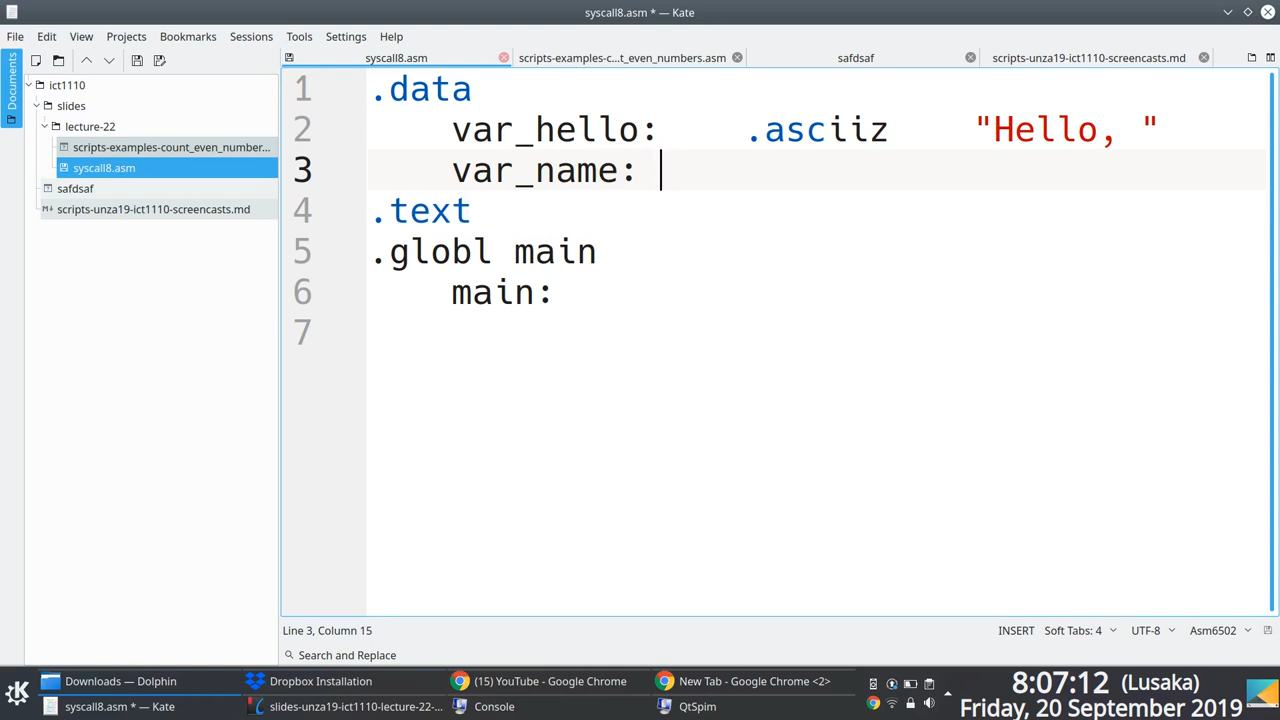 syscall8.asm * — Kate
File Edit View Projects Bookmarks Sessions Tools Settings Help
Documents
syscall8.asm scripts-examples-c...t_even_numbers.asm safdsaf scripts-unza19-ict1110-screencasts.md
ict1110
slides
lecture-22
scripts-examples-count_even_number...
syscall8.asm
safdsaf
scripts-unza19-ict1110-screencasts.md
1 .data
2 var_hello: .asciiz "Hello, "
3 var_name:
4 .text
5 .globl main
6 main:
7
Line 3, Column 15 INSERT Soft Tabs: 4 UTF-8 Asm6502
Search and Replace
Downloads — Dolphin Dropbox Installation (15) YouTube - Google Chrome New Tab - Google Chrome <2>
syscall8.asm * — Kate slides-unza19-ict1110-lecture-22-... Console QtSpim
8:07:12 (Lusaka)
Friday, 20 September 2019